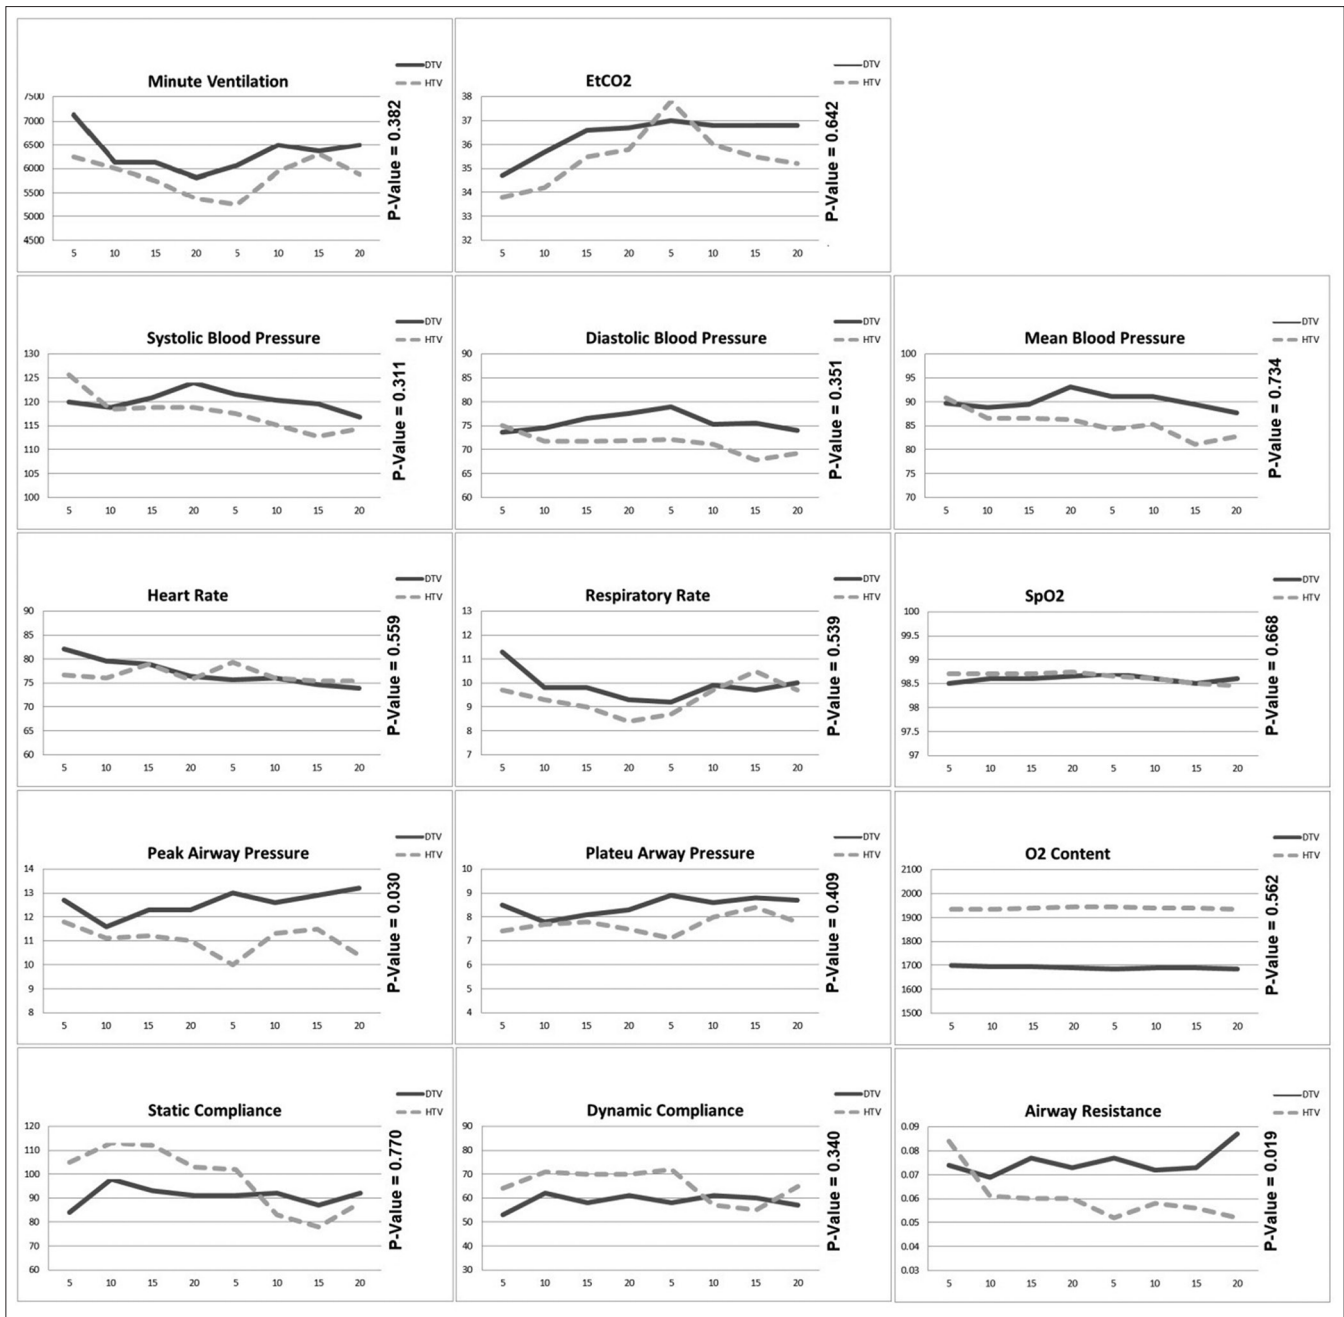 Minute Ventilation
DTV
HTV
7500
7000
6500
6000
5500
5000
4500
5 10 15 20 5 10 15 20
P-Value = 0.382
EtCO2
DTV
HTV
38
37
36
35
34
33
32
5 10 15 20 5 10 15 20
P-Value = 0.642
Systolic Blood Pressure
DTV
HTV
130
125
120
115
110
105
100
5 10 15 20 5 10 15 20
P-Value = 0.311
Diastolic Blood Pressure
DTV
HTV
90
85
80
75
70
65
60
5 10 15 20 5 10 15 20
P-Value = 0.351
Mean Blood Pressure
DTV
HTV
100
95
90
85
80
75
70
5 10 15 20 5 10 15 20
P-Value = 0.734
Heart Rate
DTV
HTV
90
85
80
75
70
65
60
5 10 15 20 5 10 15 20
P-Value = 0.559
Respiratory Rate
DTV
HTV
13
12
11
10
9
8
7
5 10 15 20 5 10 15 20
P-Value = 0.539
SpO2
DTV
HTV
100
99.5
99
98.5
98
97.5
97
5 10 15 20 5 10 15 20
P-Value = 0.668
Peak Airway Pressure
DTV
HTV
14
13
12
11
10
9
8
5 10 15 20 5 10 15 20
P-Value = 0.030
Plateu Arway Pressure
DTV
HTV
10
9
8
7
6
5
4
5 10 15 20 5 10 15 20
P-Value = 0.409
O2 Content
DTV
HTV
2100
2000
1900
1800
1700
1600
1500
5 10 15 20 5 10 15 20
P-Value = 0.562
Static Compliance
DTV
HTV
120
110
100
90
80
70
60
5 10 15 20 5 10 15 20
P-Value = 0.770
Dynamic Compliance
DTV
HTV
90
80
70
60
50
40
30
5 10 15 20 5 10 15 20
P-Value = 0.340
Airway Resistance
DTV
HTV
0.09
0.08
0.07
0.06
0.05
0.04
0.03
5 10 15 20 5 10 15 20
P-Value = 0.019